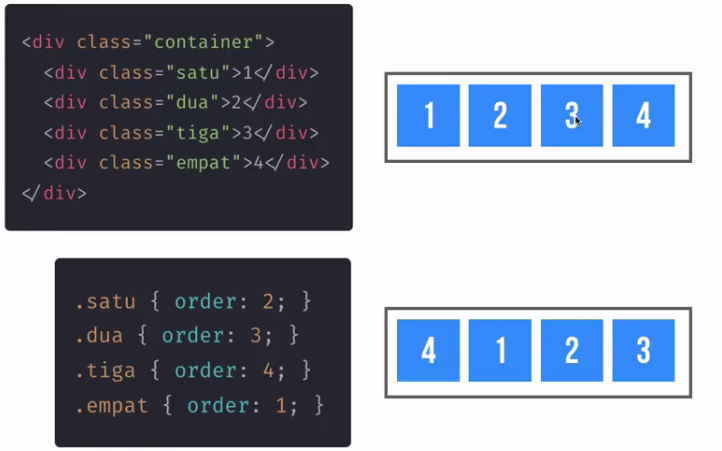 <div class="container">
<div class="satu">1</div>
<div class="dua">2</div>
<div class="tiga">3</div>
<div class="empat">4</div>
</div>
1 2 3 4
.satu { order: 2; }
.dua { order: 3; }
.tiga { order: 4; }
.empat { order: 1; }
4 1 2 3